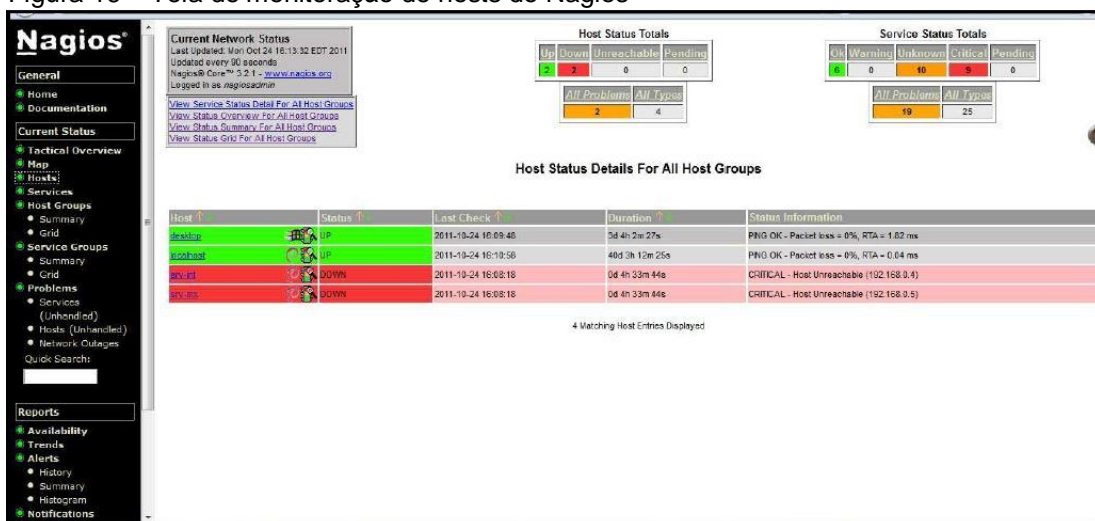 Figura 10 - Tela de monitoração de hosts do Nagios
Nagios®
General
Home
Documentation
Current Status
Tactical Overview
Map
Hosts
Services
Host Groups
Summary
Grid
Service Groups
Summary
Grid
Problems
Services
(Unhandled)
Hosts (Unhandled)
Network Outages
Quick Search:
Reports
Availability
Trends
Alerts
History
Summary
Histogram
Notifications
Current Network Status
Last Updated: Mon Oct 24 16:13:32 EDT 2011
Updated every 90 seconds
Nagios® Core™ 3.2.1 - www.nagios.org
Logged in as nagiosadmin
View Service Status Detail For All Host Groups
View Status Overview For All Host Groups
View Status Summary For All Host Groups
View Status Grid For All Host Groups
Host Status Totals
Up Down Unreachable Pending
2 2 0 0
All Problems All Types
2 4
Service Status Totals
Ok Warning Unknown Critical Pending
6 0 10 9 0
All Problems All Types
19 25
Host Status Details For All Host Groups
Host Status Last Check Duration Status Information
desktop UP 2011-10-24 16:09:48 3d 4h 2m 27s PING OK - Packet loss = 0%, RTA = 1.82 ms
localhost UP 2011-10-24 16:10:58 40d 3h 12m 25s PING OK - Packet loss = 0%, RTA = 0.04 ms
srv-int DOWN 2011-10-24 16:08:18 0d 4h 33m 44s CRITICAL - Host Unreachable (192.168.0.4)
DOWN 2011-10-24 16:08:18 0d 4h 33m 44s CRITICAL - Host Unreachable (192.168.0.5)
4 Matching Host Entries Displayed